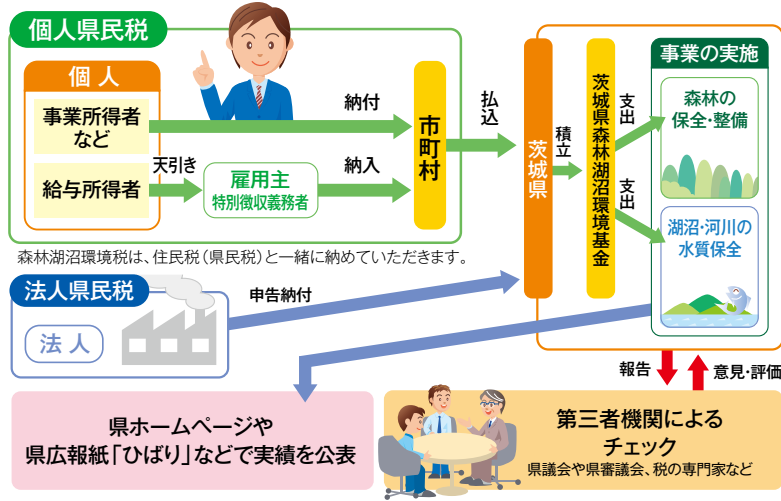 個人県民税
個人
事業所得者
など
納付
給与所得者
天引き
雇用主
特別徴収義務者
納入
市町村
払込
森林湖沼環境税は、住民税(県民税)と一緒に納めていただきます。
法人県民税
法人
申告納付
茨城県
積立
茨城県森林湖沼環境基金
支出
支出
事業の実施
森林の
保全・整備
湖沼・河川の
水質保全
報告
意見・評価
県ホームページや
県広報紙「ひばり」などで実績を公表
第三者機関による
チェック
県議会や県審議会、税の専門家など